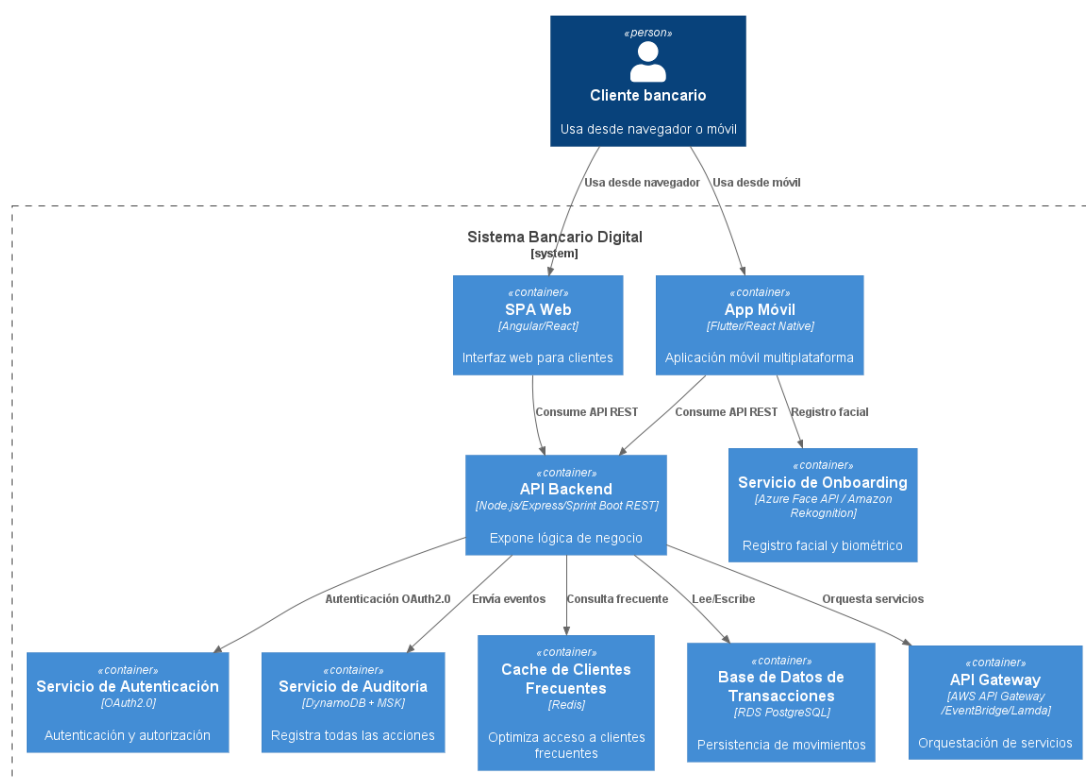 «person»
Cliente bancario
Usa desde navegador o móvil
Usa desde navegador
Usa desde móvil
Sistema Bancario Digital
[system]
«container»
SPA Web
[Angular/React]
Interfaz web para clientes
«container»
App Móvil
[Flutter/React Native]
Aplicación móvil multiplataforma
Consume API REST
Consume API REST
Registro facial
«container»
API Backend
[Node.js/Express/Sprint Boot REST]
Expone lógica de negocio
«container»
Servicio de Onboarding
[Azure Face API / Amazon
Rekognition]
Registro facial y biométrico
Autenticación OAuth2.0
Envía eventos
Consulta frecuente
Lee/Escribe
Orquesta servicios
«container»
Servicio de Autenticación
[OAuth2.0]
Autenticación y autorización
«container»
Servicio de Auditoría
[DynamoDB + MSK]
Registra todas las acciones
«container»
Cache de Clientes
Frecuentes
[Redis]
Optimiza acceso a clientes
frecuentes
«container»
Base de Datos de
Transacciones
[RDS PostgreSQL]
Persistencia de movimientos
«container»
API Gateway
[AWS API Gateway
/EventBridge/Lamda]
Orquestación de servicios